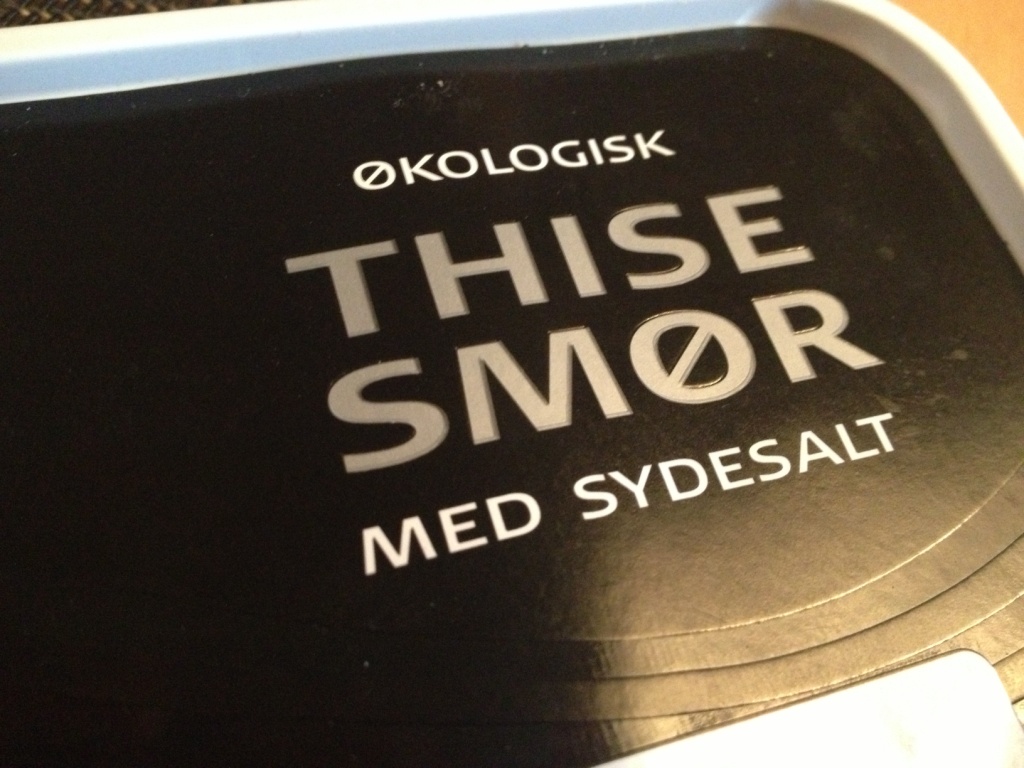 ØKOLOGISK
THISE
SMØR
MED SYDESALT